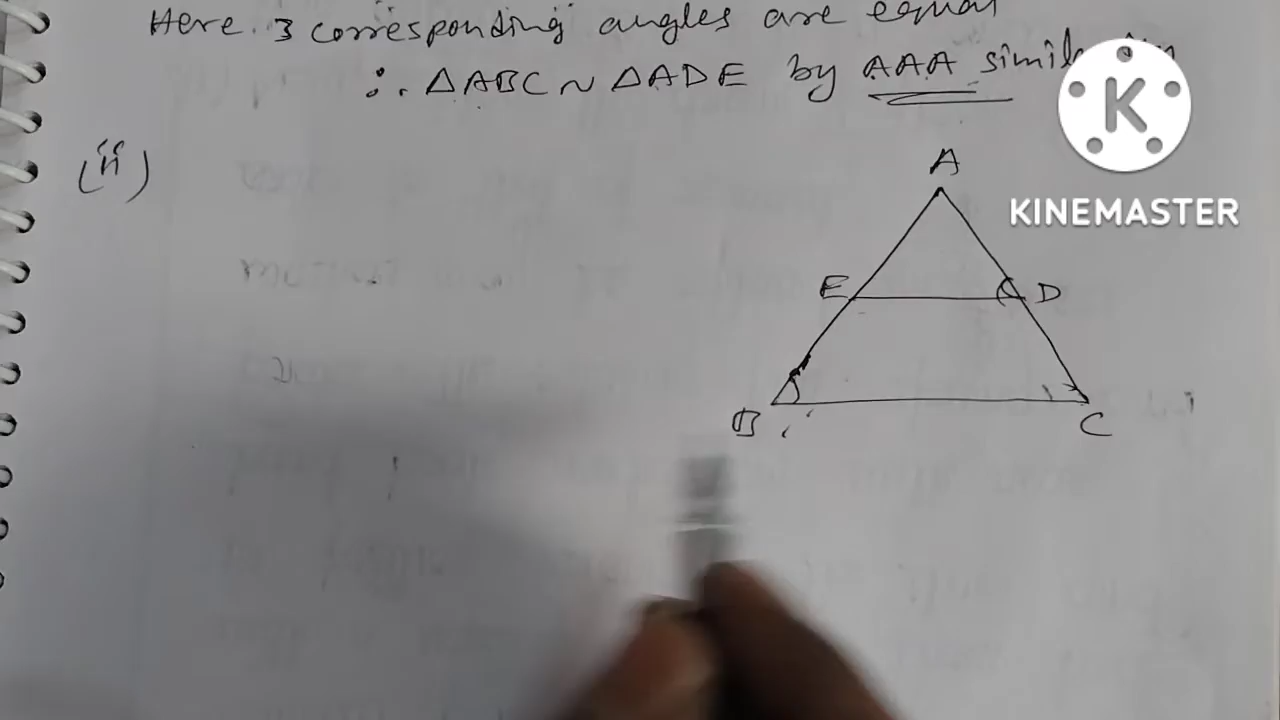 Here 3 corresponding angles are equal
∴ ΔABC ~ ΔADE by AAA
K
KINEMASTER
(ii)
A
E D
B C